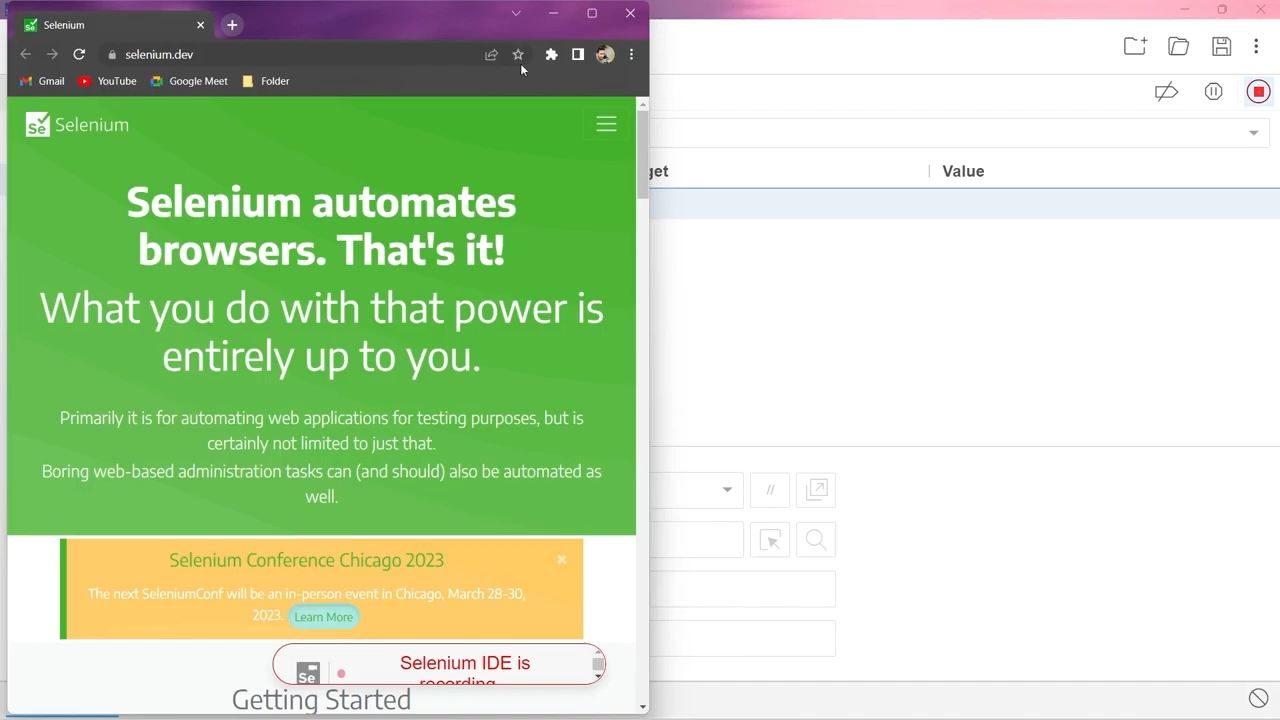 Selenium
selenium.dev
Gmail
YouTube
Google Meet
Folder
Se
Selenium
Selenium automates
browsers. That's it!
What you do with that power is
entirely up to you.
Primarily it is for automating web applications for testing purposes, but is
certainly not limited to just that.
Boring web-based administration tasks can (and should) also be automated as
well.
Selenium Conference Chicago 2023
The next SeleniumConf will be an in-person event in Chicago, March 28-30,
2023. Learn More
Se
Selenium IDE is
recording
Getting Started
get
Value
//